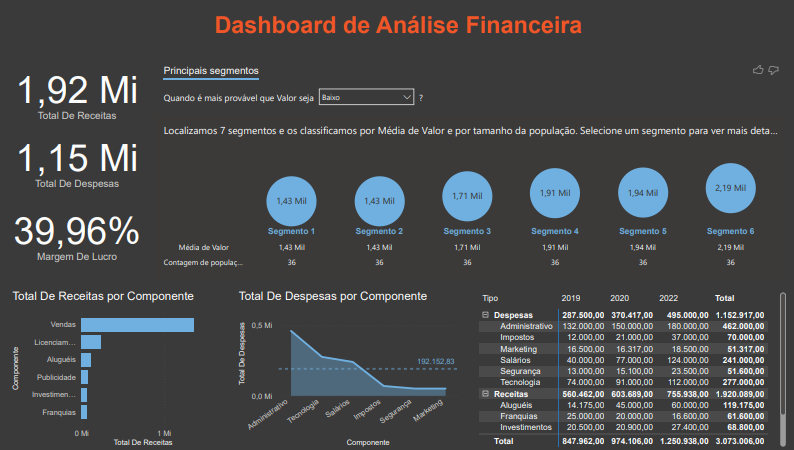 Dashboard de Análise Financeira
1,92 Mi
Total De Receitas
1,15 Mi
Total De Despesas
39,96%
Margem De Lucro
Principais segmentos
Quando é mais provável que Valor seja Baixo ?
Localizamos 7 segmentos e os classificamos por Média de Valor e por tamanho da população. Selecione um segmento para ver mais deta...
1,43 Mil 1,43 Mil 1,71 Mil 1,91 Mil 1,94 Mil 2,19 Mil
Segmento 1 Segmento 2 Segmento 3 Segmento 4 Segmento 5 Segmento 6
Média de Valor 1,43 Mil 1,43 Mil 1,71 Mil 1,91 Mil 1,94 Mil 2,19 Mil
Contagem de populaç... 36 36 36 36 36 36
Total De Receitas por Componente
Componente
Vendas
Licenciam...
Aluguéis
Publicidade
Investimen...
Franquias
0 Mi 1 Mi
Total De Receitas
Total De Despesas por Componente
Total De Despesas
0,5 Mi
192.152,83
0,0 Mi
Administrativo Tecnologia Salários Impostos Segurança Marketing
Componente
Tipo 2019 2020 2022 Total
Despesas 287.500,00 370.417,00 495.000,00 1.152.917,00
Administrativo 132.000,00 150.000,00 180.000,00 462.000,00
Impostos 12.000,00 21.000,00 37.000,00 70.000,00
Marketing 16.500,00 16.317,00 18.500,00 51.317,00
Salários 40.000,00 77.000,00 124.000,00 241.000,00
Segurança 13.000,00 15.100,00 23.500,00 51.600,00
Tecnologia 74.000,00 91.000,00 112.000,00 277.000,00
Receitas 560.462,00 603.689,00 755.938,00 1.920.089,00
Aluguéis 14.175,00 45.000,00 60.000,00 119.175,00
Franquias 25.000,00 20.000,00 16.600,00 61.600,00
Investimentos 20.500,00 20.900,00 27.400,00 68.800,00
Total 847.962,00 974.106,00 1.250.938,00 3.073.006,00